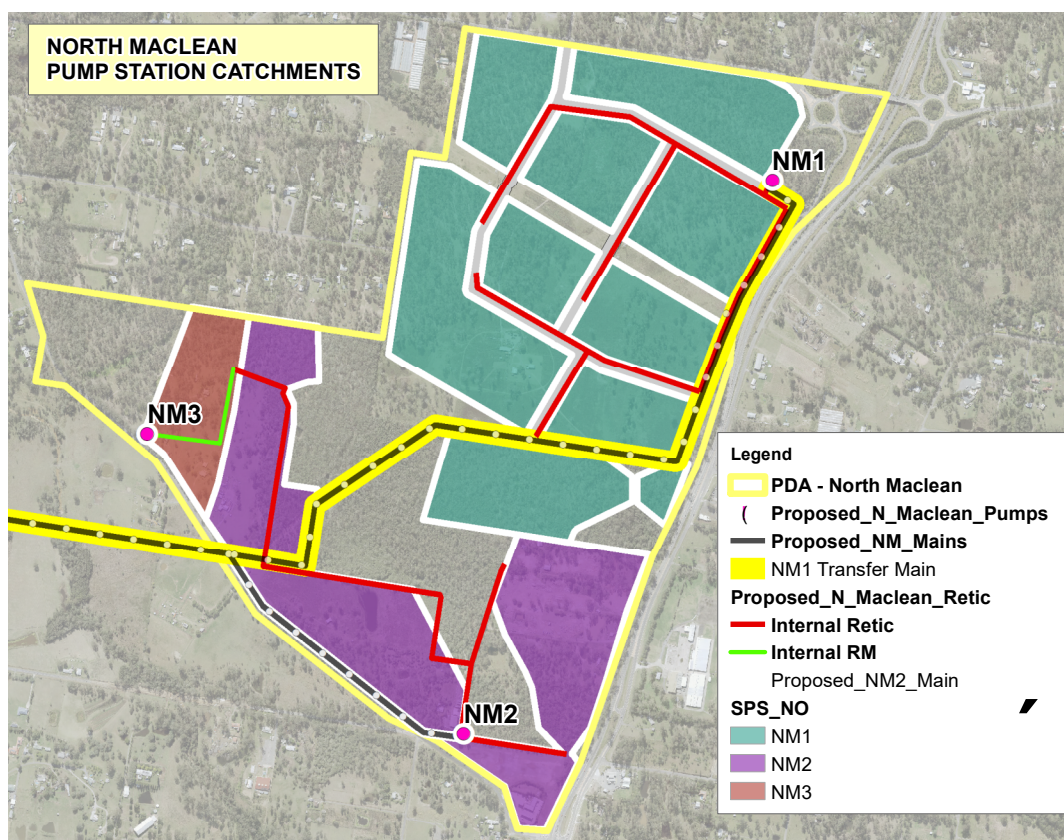 NORTH MACLEAN
PUMP STATION CATCHMENTS
NM1
NM3
NM2
Legend
PDA - North Maclean
Proposed_N_Maclean_Pumps
Proposed_NM_Mains
NM1 Transfer Main
Proposed_N_Maclean_Retic
Internal Retic
Internal RM
Proposed_NM2_Main
SPS_NO
NM1
NM2
NM3